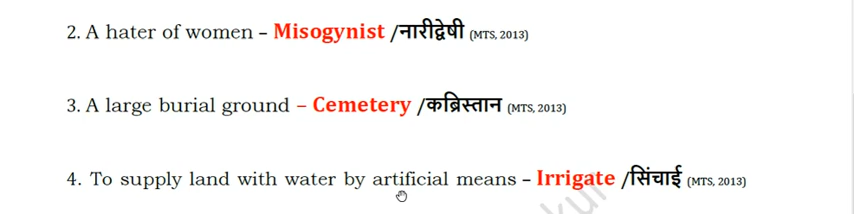 2. A hater of women – Misogynist /नारीद्वेषी (MTS, 2013)
3. A large burial ground – Cemetery /कब्रिस्तान (MTS, 2013)
4. To supply land with water by artificial means – Irrigate /सिंचाई (MTS, 2013)